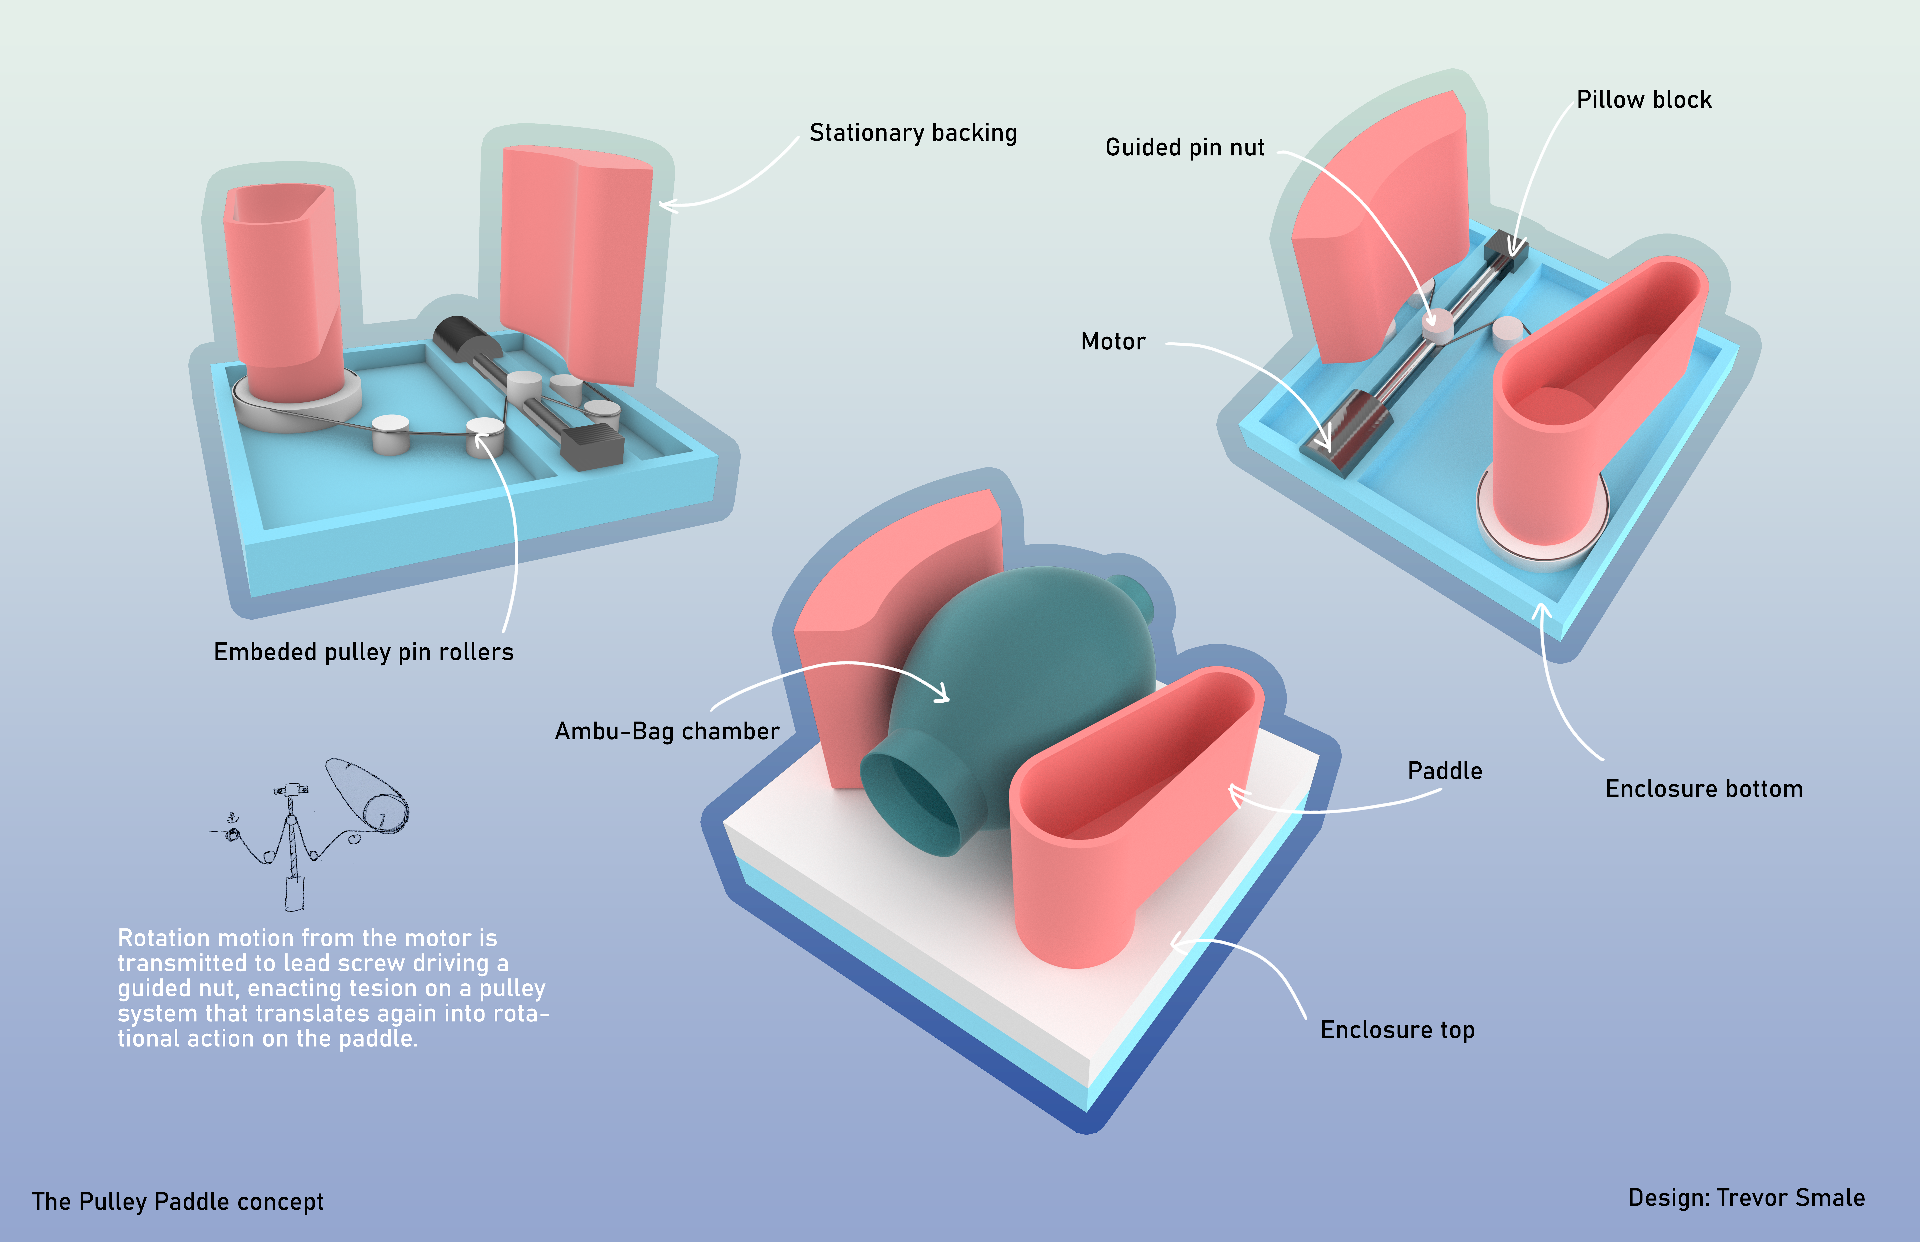 Stationary backing
Guided pin nut
Pillow block
Motor
Embeded pulley pin rollers
Ambu-Bag chamber
Paddle
Enclosure bottom
Enclosure top
Rotation motion from the motor is
transmitted to lead screw driving a
guided nut, enacting tesion on a pulley
system that translates again into rota-
tional action on the paddle.
The Pulley Paddle concept
Design: Trevor Smale